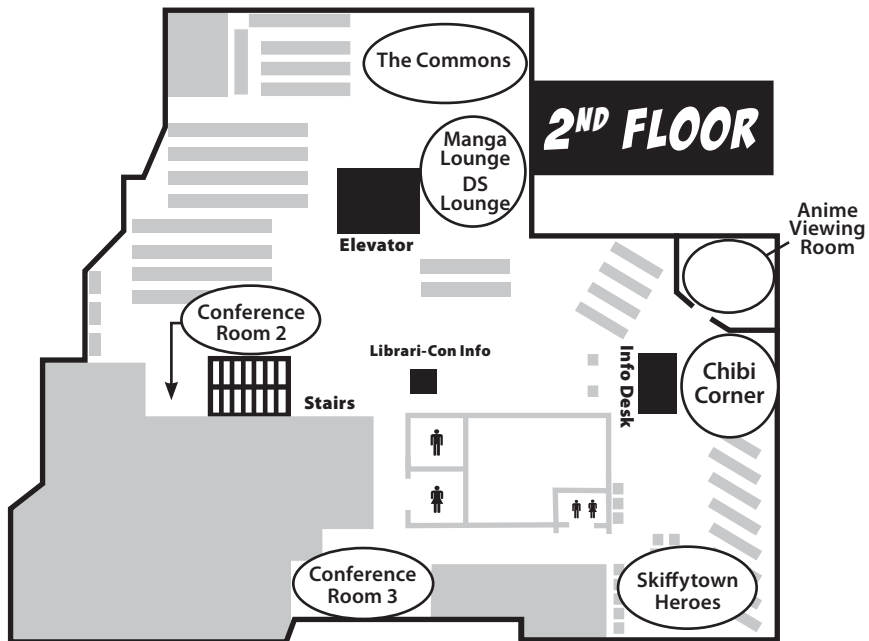 The Commons
2ND FLOOR
Manga
Lounge
DS
Lounge
Elevator
Anime
Viewing
Room
Conference
Room 2
Librari-Con Info
Info Desk
Chibi
Corner
Stairs
Conference
Room 3
Skiffytown
Heroes